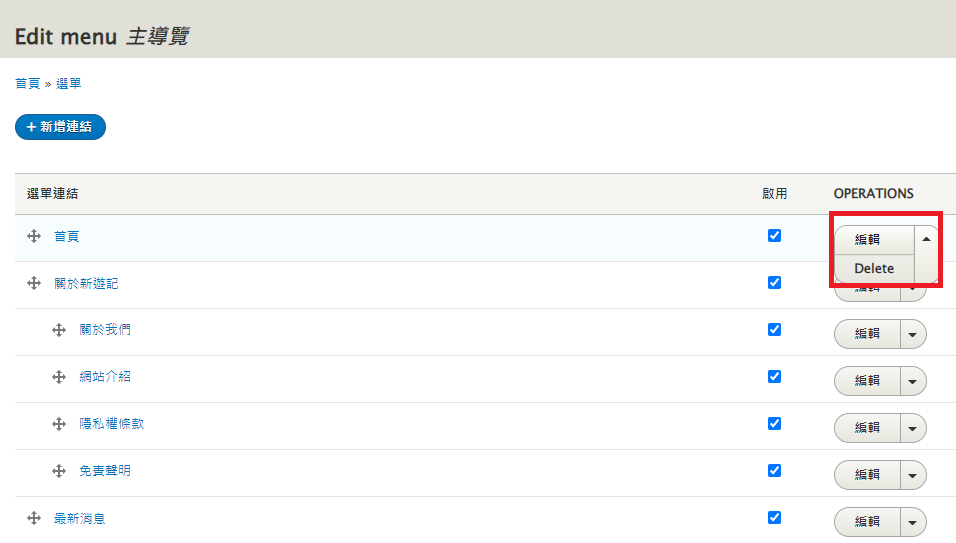 Edit menu 主導覽
首頁 » 選單
+ 新增連結
選單連結 啟用 OPERATIONS
首頁 編輯
Delete
關於新遊記 編輯
關於我們 編輯
網站介紹 編輯
隱私權條款 編輯
免責聲明 編輯
最新消息 編輯